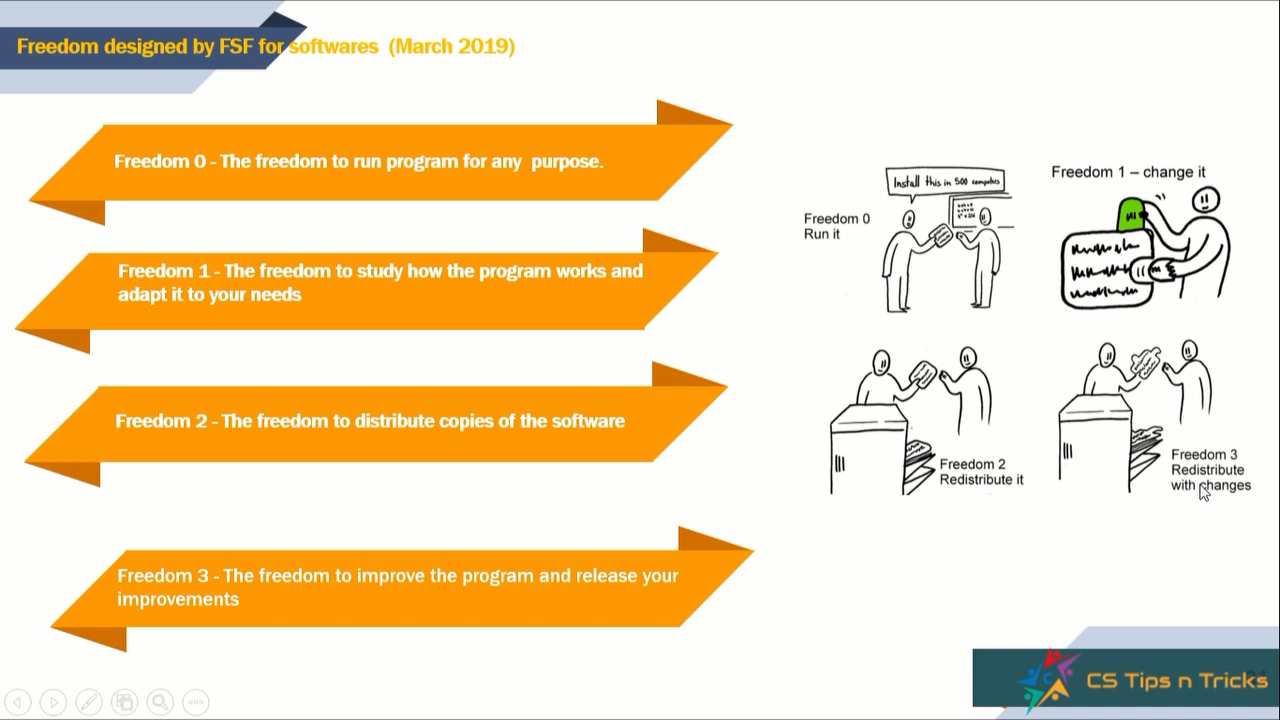 Freedom designed by FSF for softwares (March 2019)
Freedom 0 - The freedom to run program for any purpose.
Freedom 1 - The freedom to study how the program works and
adapt it to your needs
Freedom 2 - The freedom to distribute copies of the software
Freedom 3 - The freedom to improve the program and release your
improvements
Install this in 500 computers
Freedom 0
Run it
Freedom 1 – change it
Freedom 2
Redistribute it
Freedom 3
Redistribute
with changes
CS Tips n Tricks